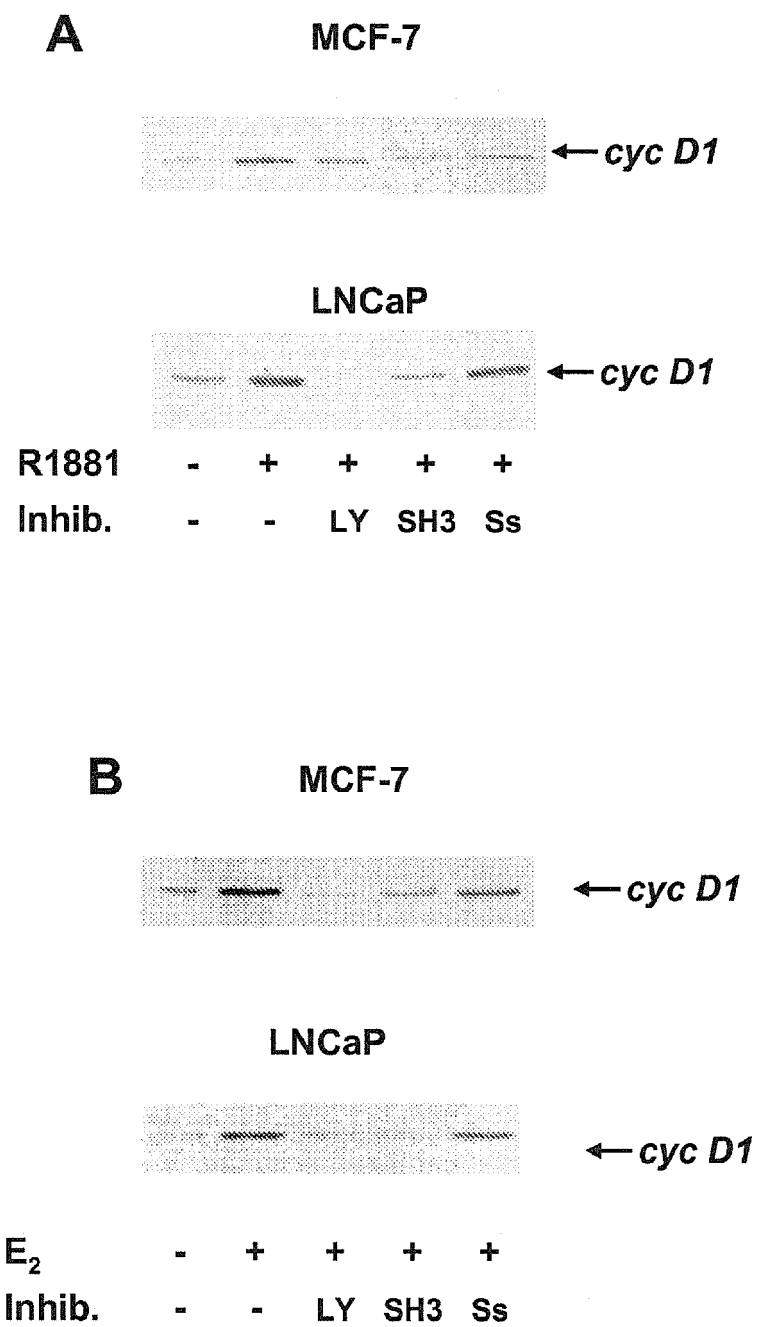 A
MCF-7
cyc D1
LNCaP
cyc D1
R1881 - + + + +
Inhib. - - LY SH3 Ss
B
MCF-7
cyc D1
LNCaP
cyc D1
E₂ - + + + +
Inhib. - - LY SH3 Ss